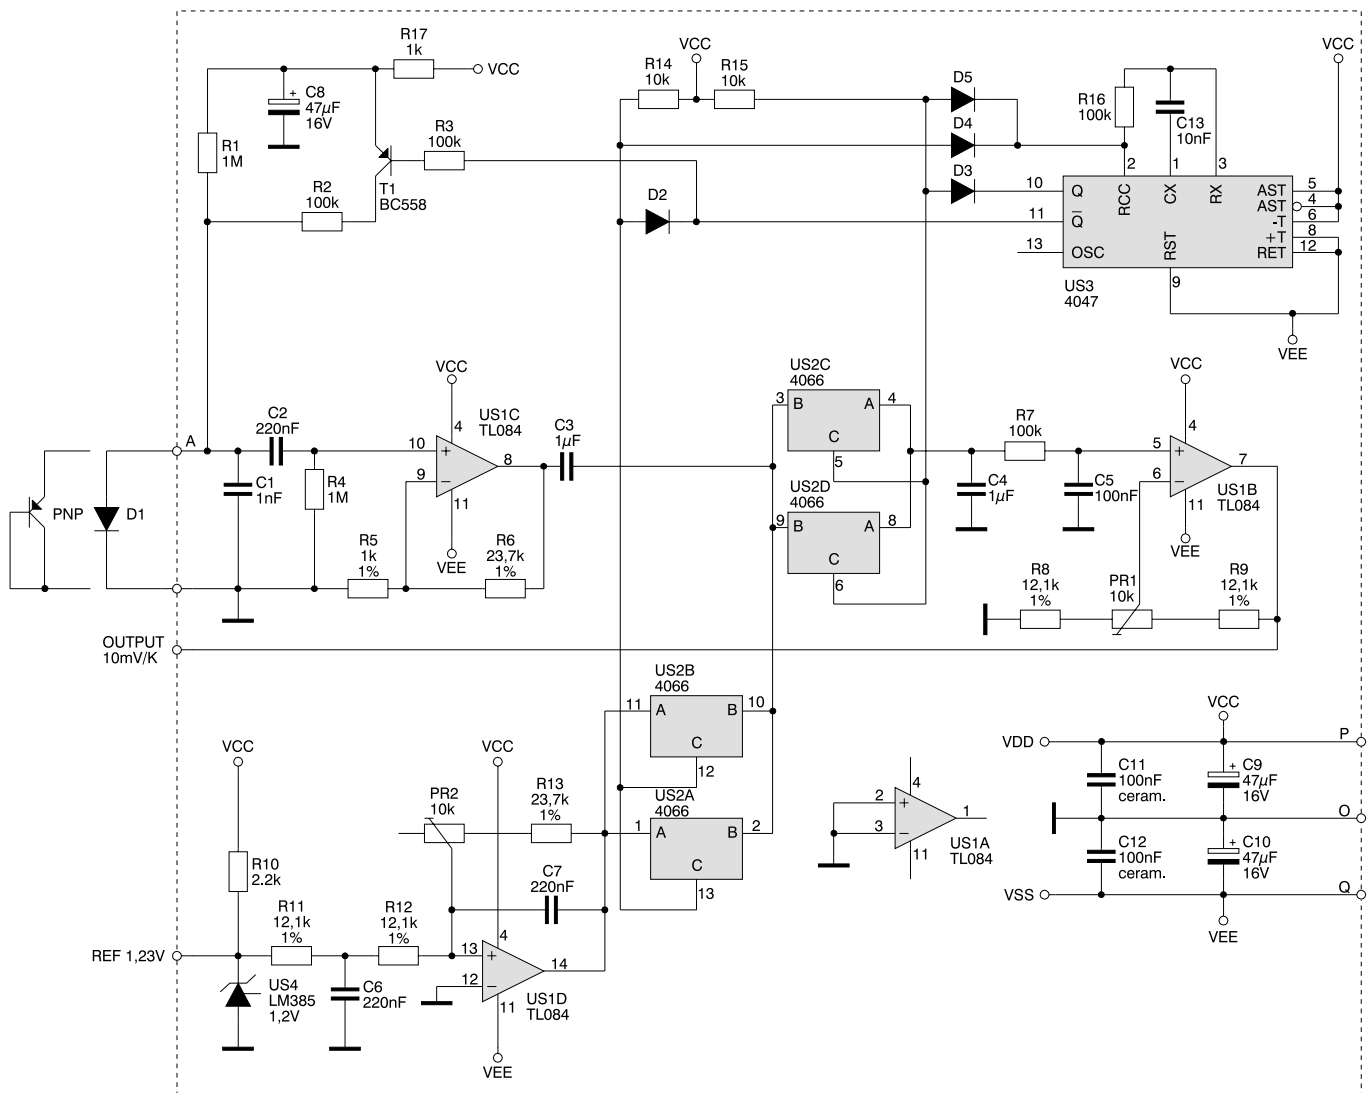 R17
1k
VCC
C8
+
47µF
16V
R1
1M
R3
100k
R2
100k
T1
BC558
VCC
R14
10k
R15
10k
D5
D4
D3
D2
R16
100k
C13
10nF
VCC
2
1
3
10
Q
RCC
CX
RX
AST
5
AST
4
11
Q
-T
6
+T
8
13
OSC
RST
RET
12
9
US3
4047
VEE
VCC
C2
220nF
US1C
TL084
C3
1µF
A
10
+
4
8
9
−
11
C1
1nF
R4
1M
PNP
D1
R5
1k
1%
VEE
R6
23,7k
1%
US2C
4066
3
B
A
4
C
5
US2D
4066
9
B
A
8
C
6
R7
100k
C4
1µF
C5
100nF
VCC
4
5
+
6
−
7
11
US1B
TL084
VEE
R8
12,1k
1%
PR1
10k
R9
12,1k
1%
OUTPUT
10mV/K
US2B
4066
11
A
B
10
C
12
US2A
4066
1
A
B
2
C
13
VCC
VCC
PR2
10k
R13
23,7k
1%
C7
220nF
R10
2.2k
R11
12,1k
1%
R12
12,1k
1%
REF 1,23V
US4
LM385
1,2V
C6
220nF
13
+
4
12
−
14
11
US1D
TL084
VEE
4
2
+
1
3
−
11
US1A
TL084
VCC
VDD
P
C11
100nF
ceram.
+
C9
47µF
16V
O
C12
100nF
ceram.
+
C10
47µF
16V
VSS
Q
VEE